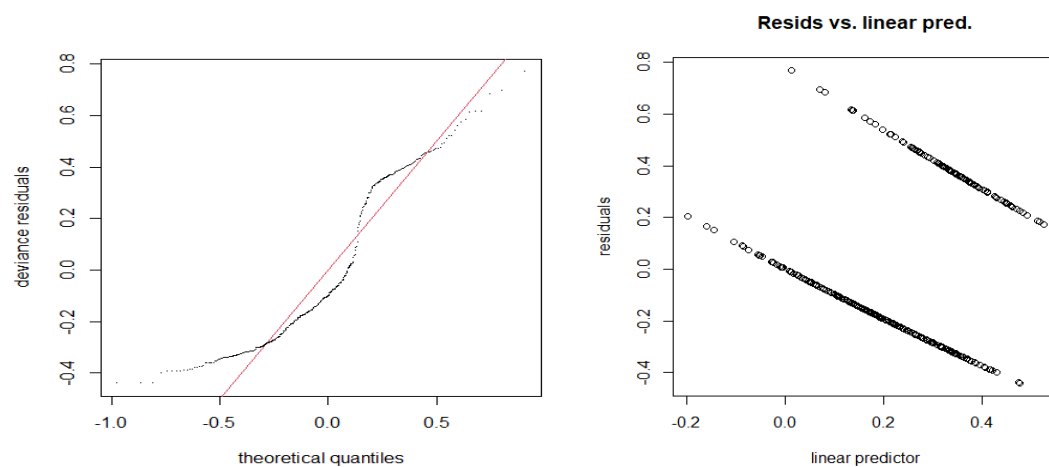 deviance residuals
0.8
0.6
0.4
0.2
0.0
-0.2
-0.4
-1.0 -0.5 0.0 0.5
theoretical quantiles
Resids vs. linear pred.
residuals
0.8
0.6
0.4
0.2
0.0
-0.2
-0.4
-0.2 0.0 0.2 0.4
linear predictor